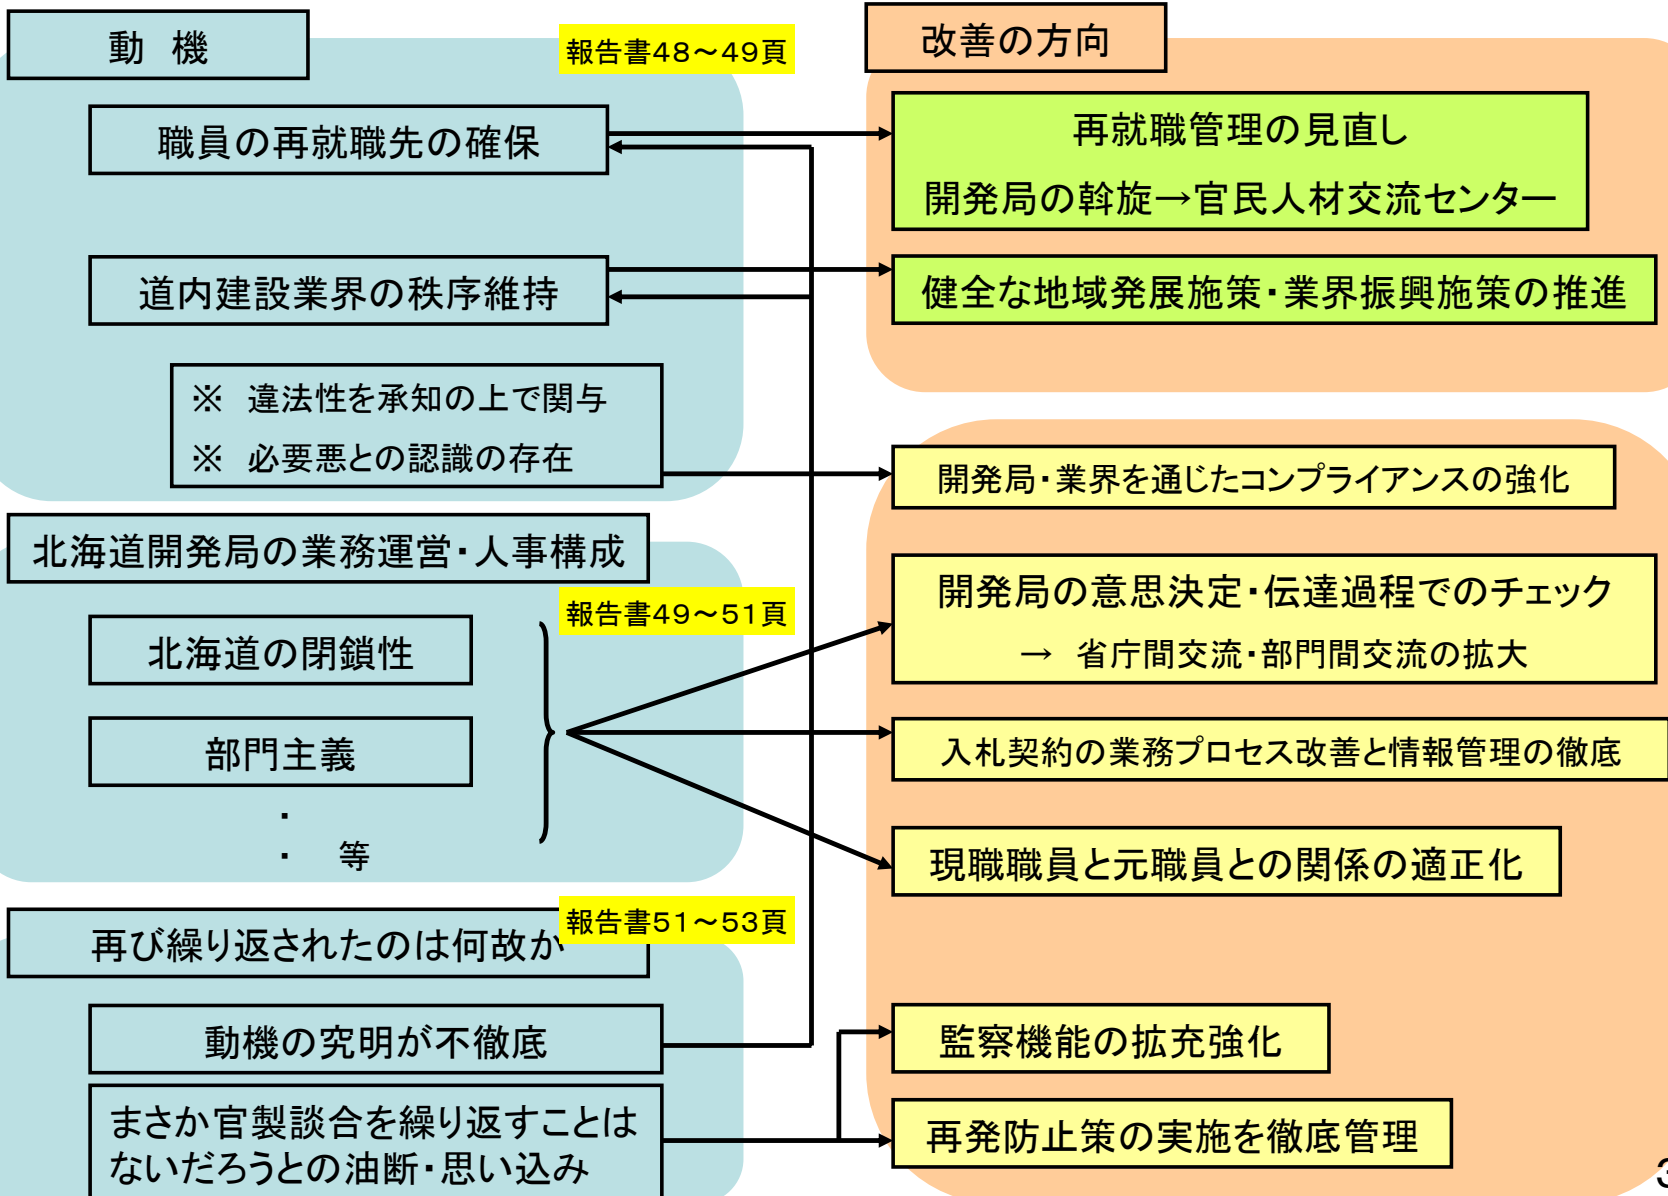 動 機
報告書48～49頁
職員の再就職先の確保
道内建設業界の秩序維持
※ 違法性を承知の上で関与
※ 必要悪との認識の存在
北海道開発局の業務運営・人事構成
報告書49～51頁
北海道の閉鎖性
部門主義
・
・ 等
再び繰り返されたのは何故か
報告書51～53頁
動機の究明が不徹底
まさか官製談合を繰り返すことは
ないだろうとの油断・思い込み
改善の方向
再就職管理の見直し
開発局の斡旋→官民人材交流センター
健全な地域発展施策・業界振興施策の推進
開発局・業界を通じたコンプライアンスの強化
開発局の意思決定・伝達過程でのチェック
→ 省庁間交流・部門間交流の拡大
入札契約の業務プロセス改善と情報管理の徹底
現職職員と元職員との関係の適正化
監察機能の拡充強化
再発防止策の実施を徹底管理
3